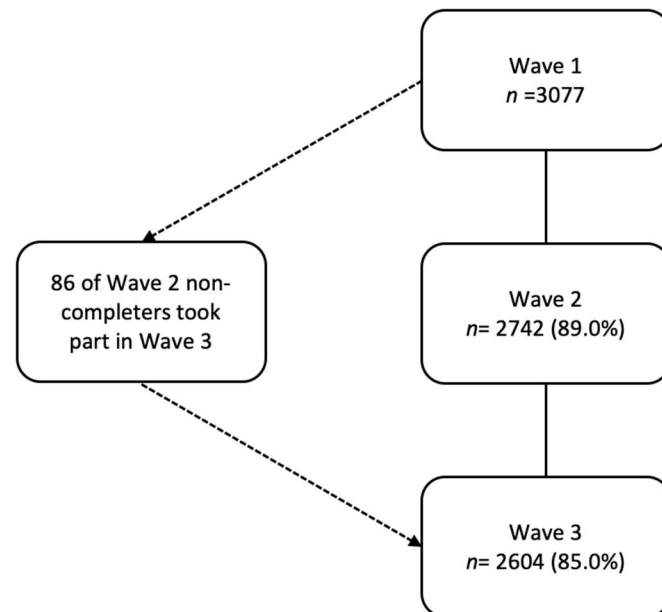 Wave 1
n =3077
86 of Wave 2 non-
completers took
part in Wave 3
Wave 2
n= 2742 (89.0%)
Wave 3
n= 2604 (85.0%)